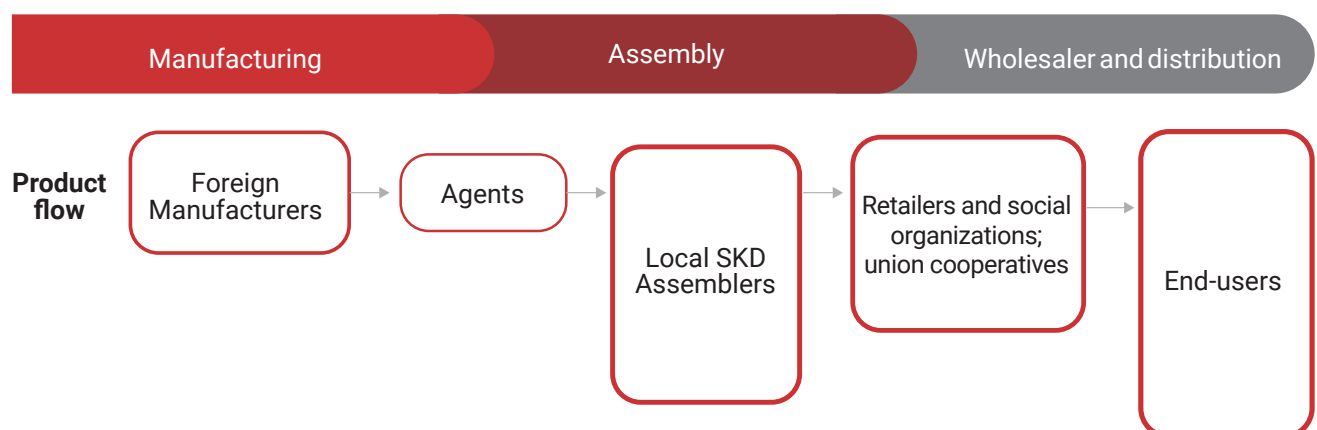 Manufacturing
Assembly
Wholesaler and distribution
Product
flow
Foreign
Manufacturers
Agents
Local SKD
Assemblers
Retailers and social
organizations;
union cooperatives
End-users